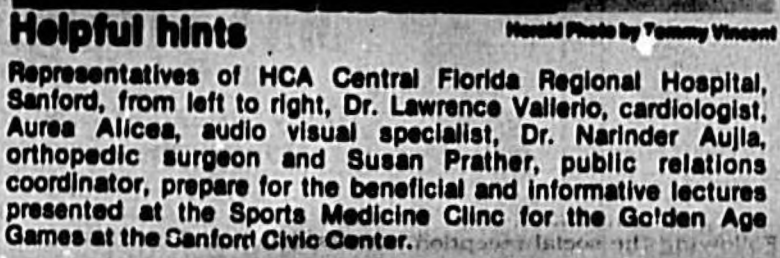 Helpful hints
Herald Photo by Tommy Vincent
Representatives of HCA Central Florida Regional Hospital,
Sanford, from left to right, Dr. Lawrence Vallerio, cardiologist,
Aurea Alicea, audio visual specialist, Dr. Narinder Aujla,
orthopedic surgeon and Susan Prather, public relations
coordinator, prepare for the beneficial and informative lectures
presented at the Sports Medicine Clinc for the Golden Age
Games at the Sanford Civic Center.